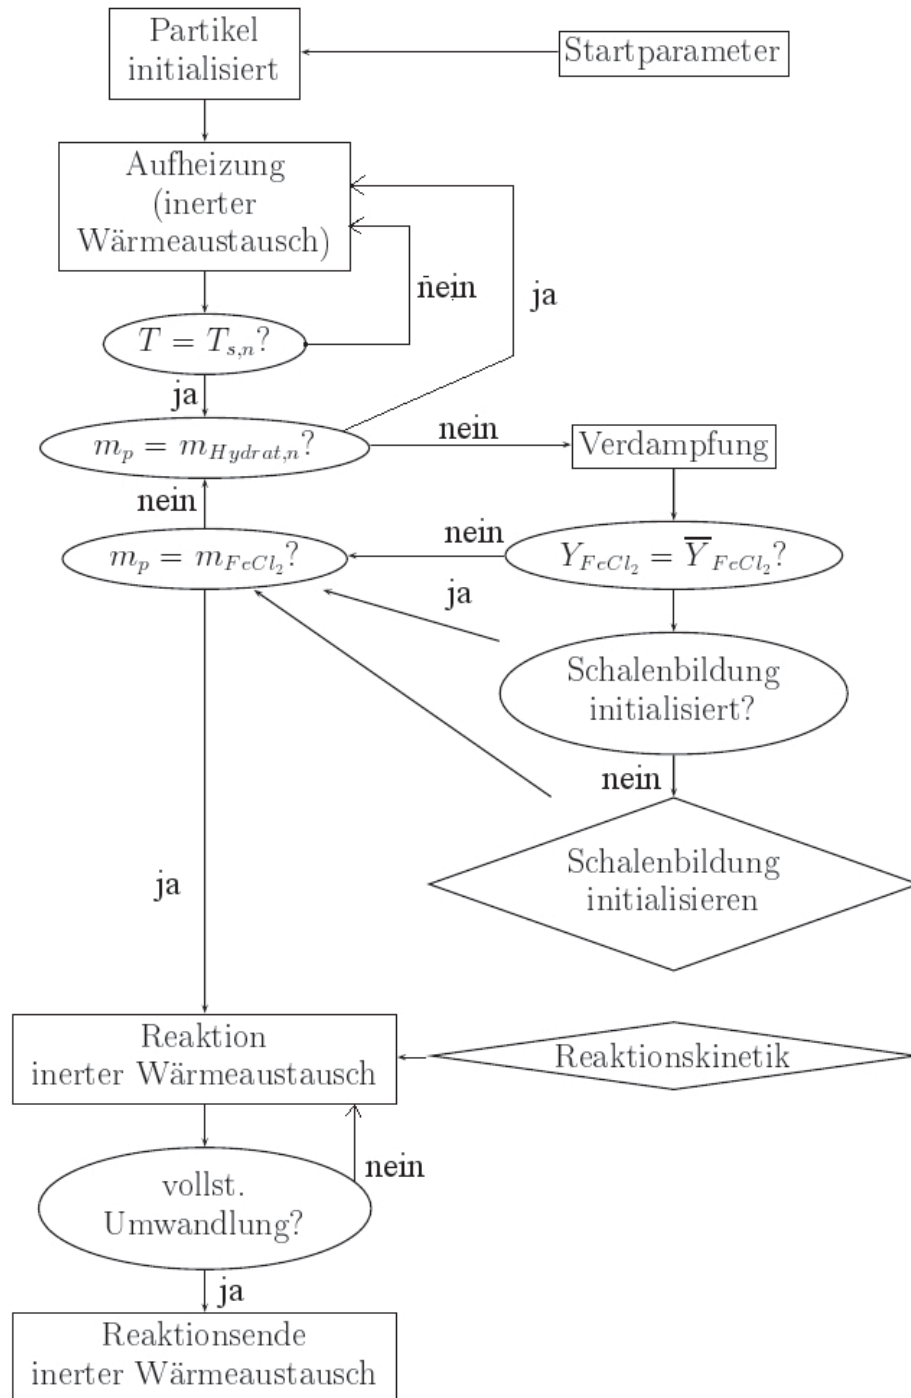 Partikel
initialisiert
Startparameter
Aufheizung
(inerter
Wärmeaustausch)
nein
ja
T = T_{s,n}?
ja
m_p = m_{Hydrat,n}?
nein
Verdampfung
nein
m_p = m_{FeCl_2}?
nein
Y_{FeCl_2} = \overline{Y}_{FeCl_2}?
ja
Schalenbildung
initialisiert?
nein
Schalenbildung
initialisieren
ja
Reaktion
inerter Wärmeaustausch
Reaktionskinetik
nein
vollst.
Umwandlung?
ja
Reaktionsende
inerter Wärmeaustausch